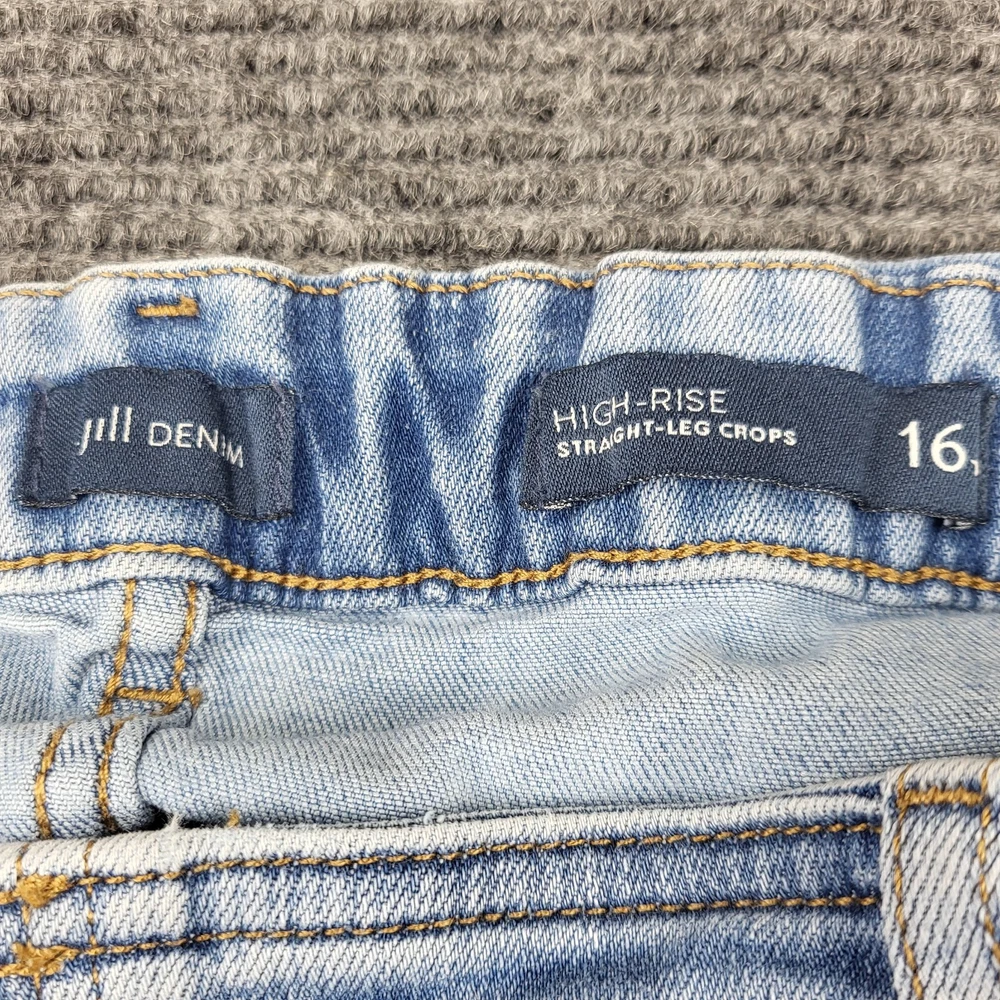 jill DENIM
HIGH-RISE
STRAIGHT-LEG CROPS
16